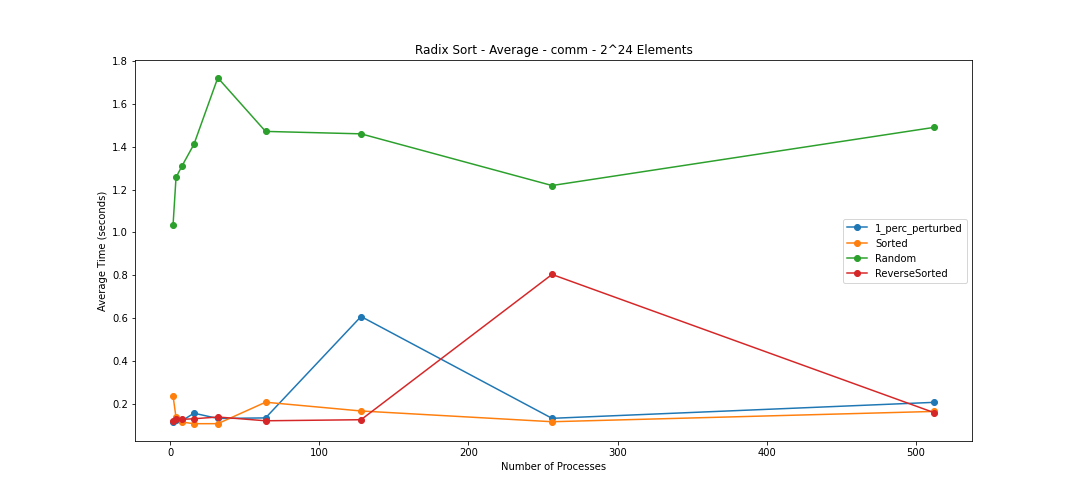 Radix Sort - Average - comm - 2^24 Elements
1.8
1.6
1.4
1.2
1.0
0.8
0.6
0.4
0.2
Average Time (seconds)
1_perc_perturbed
Sorted
Random
ReverseSorted
0 100 200 300 400 500
Number of Processes